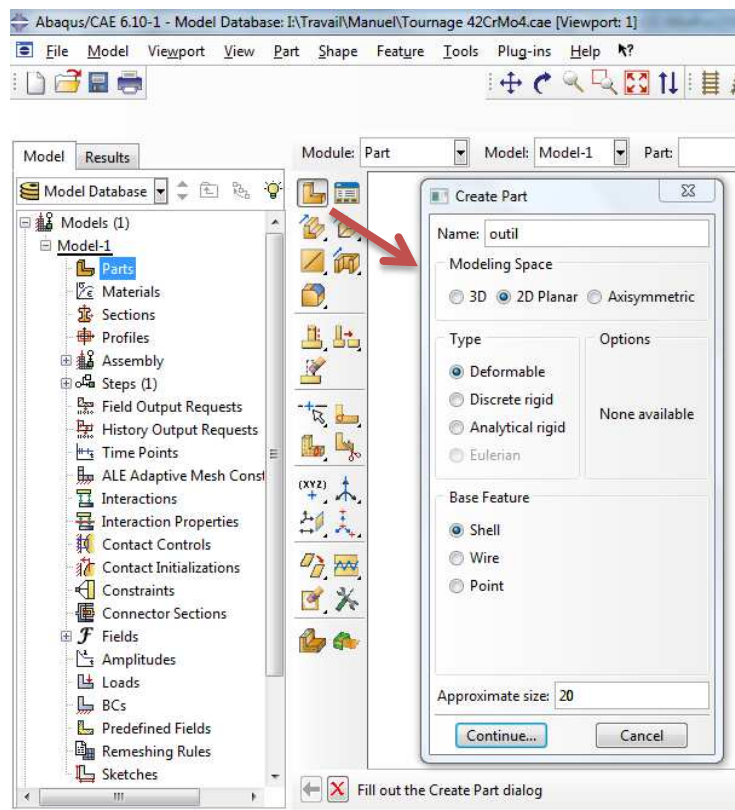 Abaqus/CAE 6.10-1 - Model Database: I:\Travail\Manuel\Tournage 42CrMo4.cae [Viewport: 1]
File Model Viewport View Part Shape Feature Tools Plug-ins Help
Model Results
Module: Part Model: Model-1 Part:
Model Database
Models (1)
Model-1
Parts
Materials
Sections
Profiles
Assembly
Steps (1)
Field Output Requests
History Output Requests
Time Points
ALE Adaptive Mesh Const
Interactions
Interaction Properties
Contact Controls
Contact Initializations
Constraints
Connector Sections
Fields
Amplitudes
Loads
BCs
Predefined Fields
Remeshing Rules
Sketches
(XYZ)
Create Part
Name: outil
Modeling Space
3D 2D Planar Axisymmetric
Type
Deformable
Discrete rigid
Analytical rigid
Eulerian
Options
None available
Base Feature
Shell
Wire
Point
Approximate size: 20
Continue... Cancel
Fill out the Create Part dialog